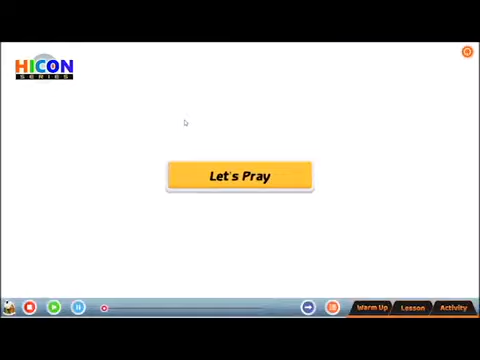 HICON
SERIES
Let's Pray
Warm Up
Lesson
Activity